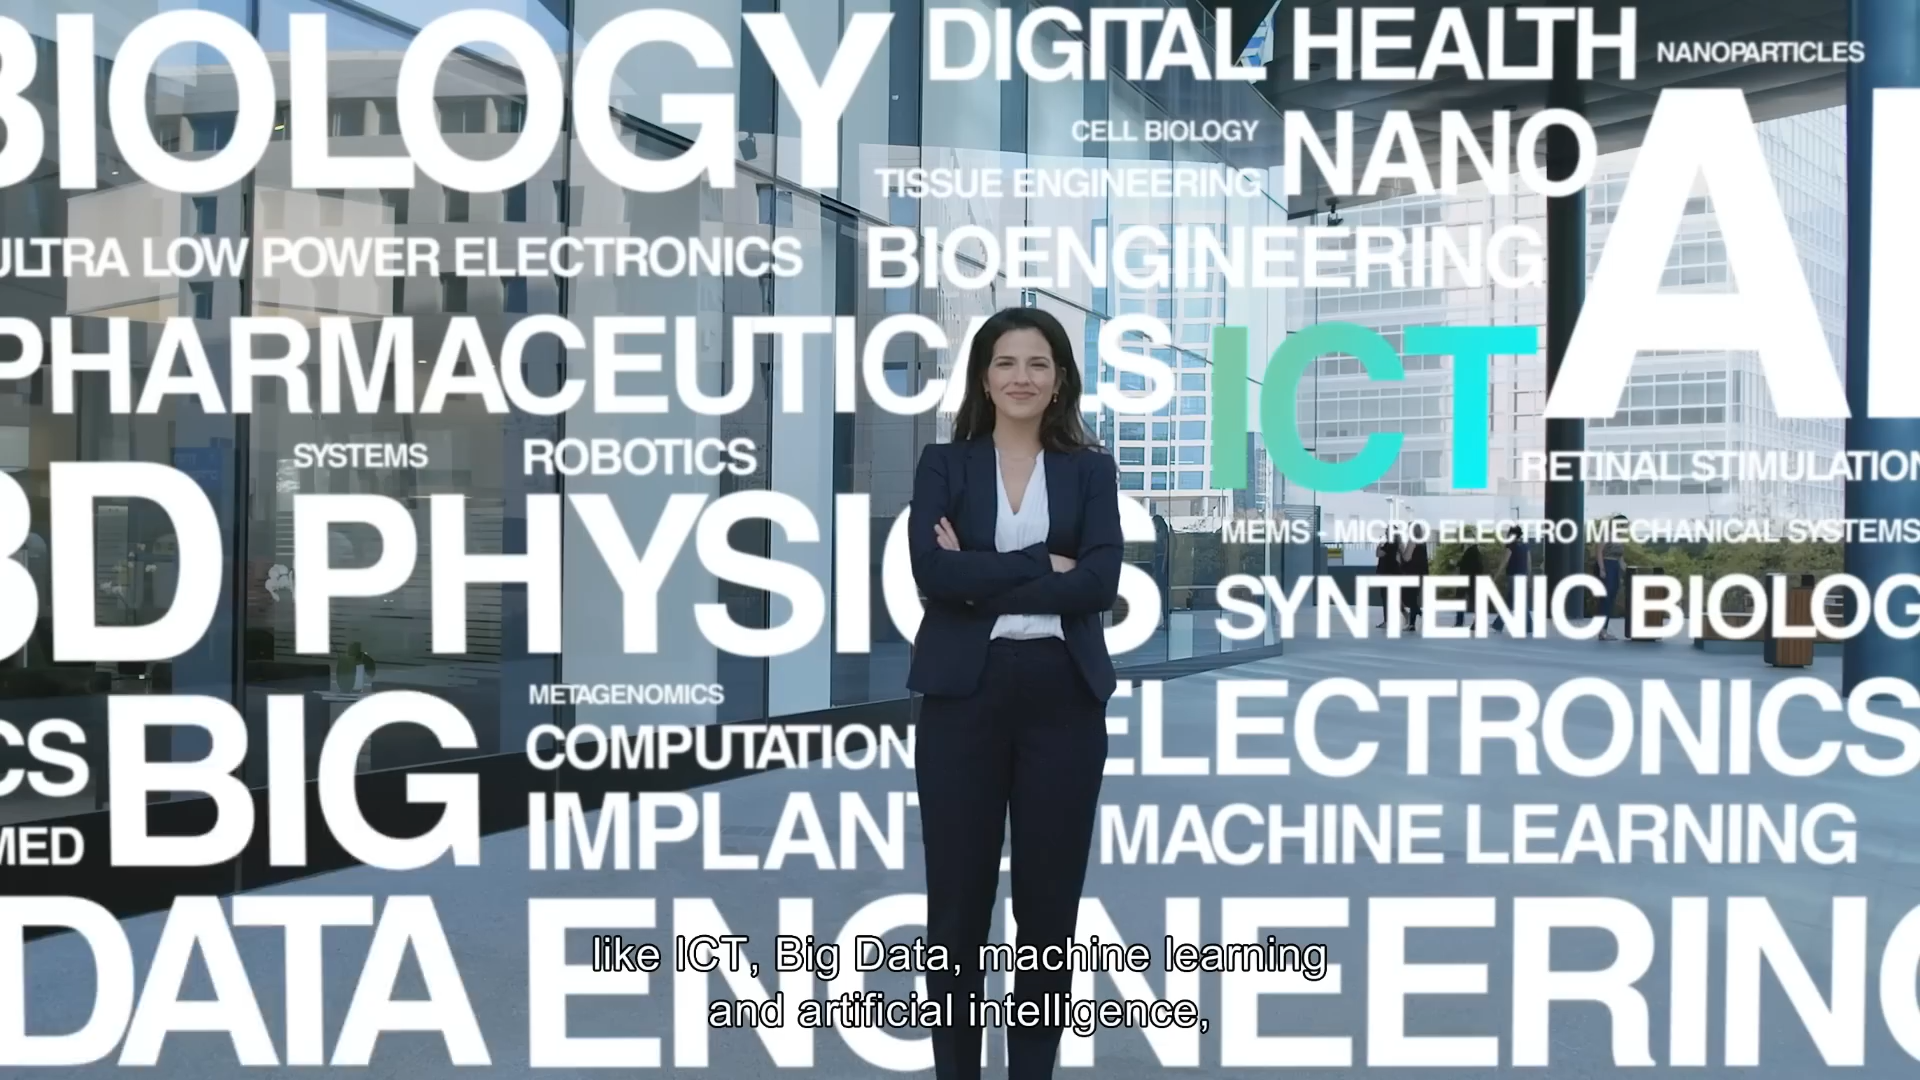 BIOLOGY
DIGITAL HEALTH
NANOPARTICLES
CELL BIOLOGY
NANO
TISSUE ENGINEERING
ULTRA LOW POWER ELECTRONICS
BIOENGINEERING
AI
PHARMACEUTICALS
ICT
SYSTEMS
ROBOTICS
RETINAL STIMULATION
3D
PHYSICS
MEMS - MICRO ELECTRO MECHANICAL SYSTEMS
SYNTENIC BIOLOG
CS
BIG
METAGENOMICS
COMPUTATION
ELECTRONICS
MED
IMPLANT
MACHINE LEARNING
DATA
ENGINEERING
like ICT, Big Data, machine learning
and artificial intelligence,